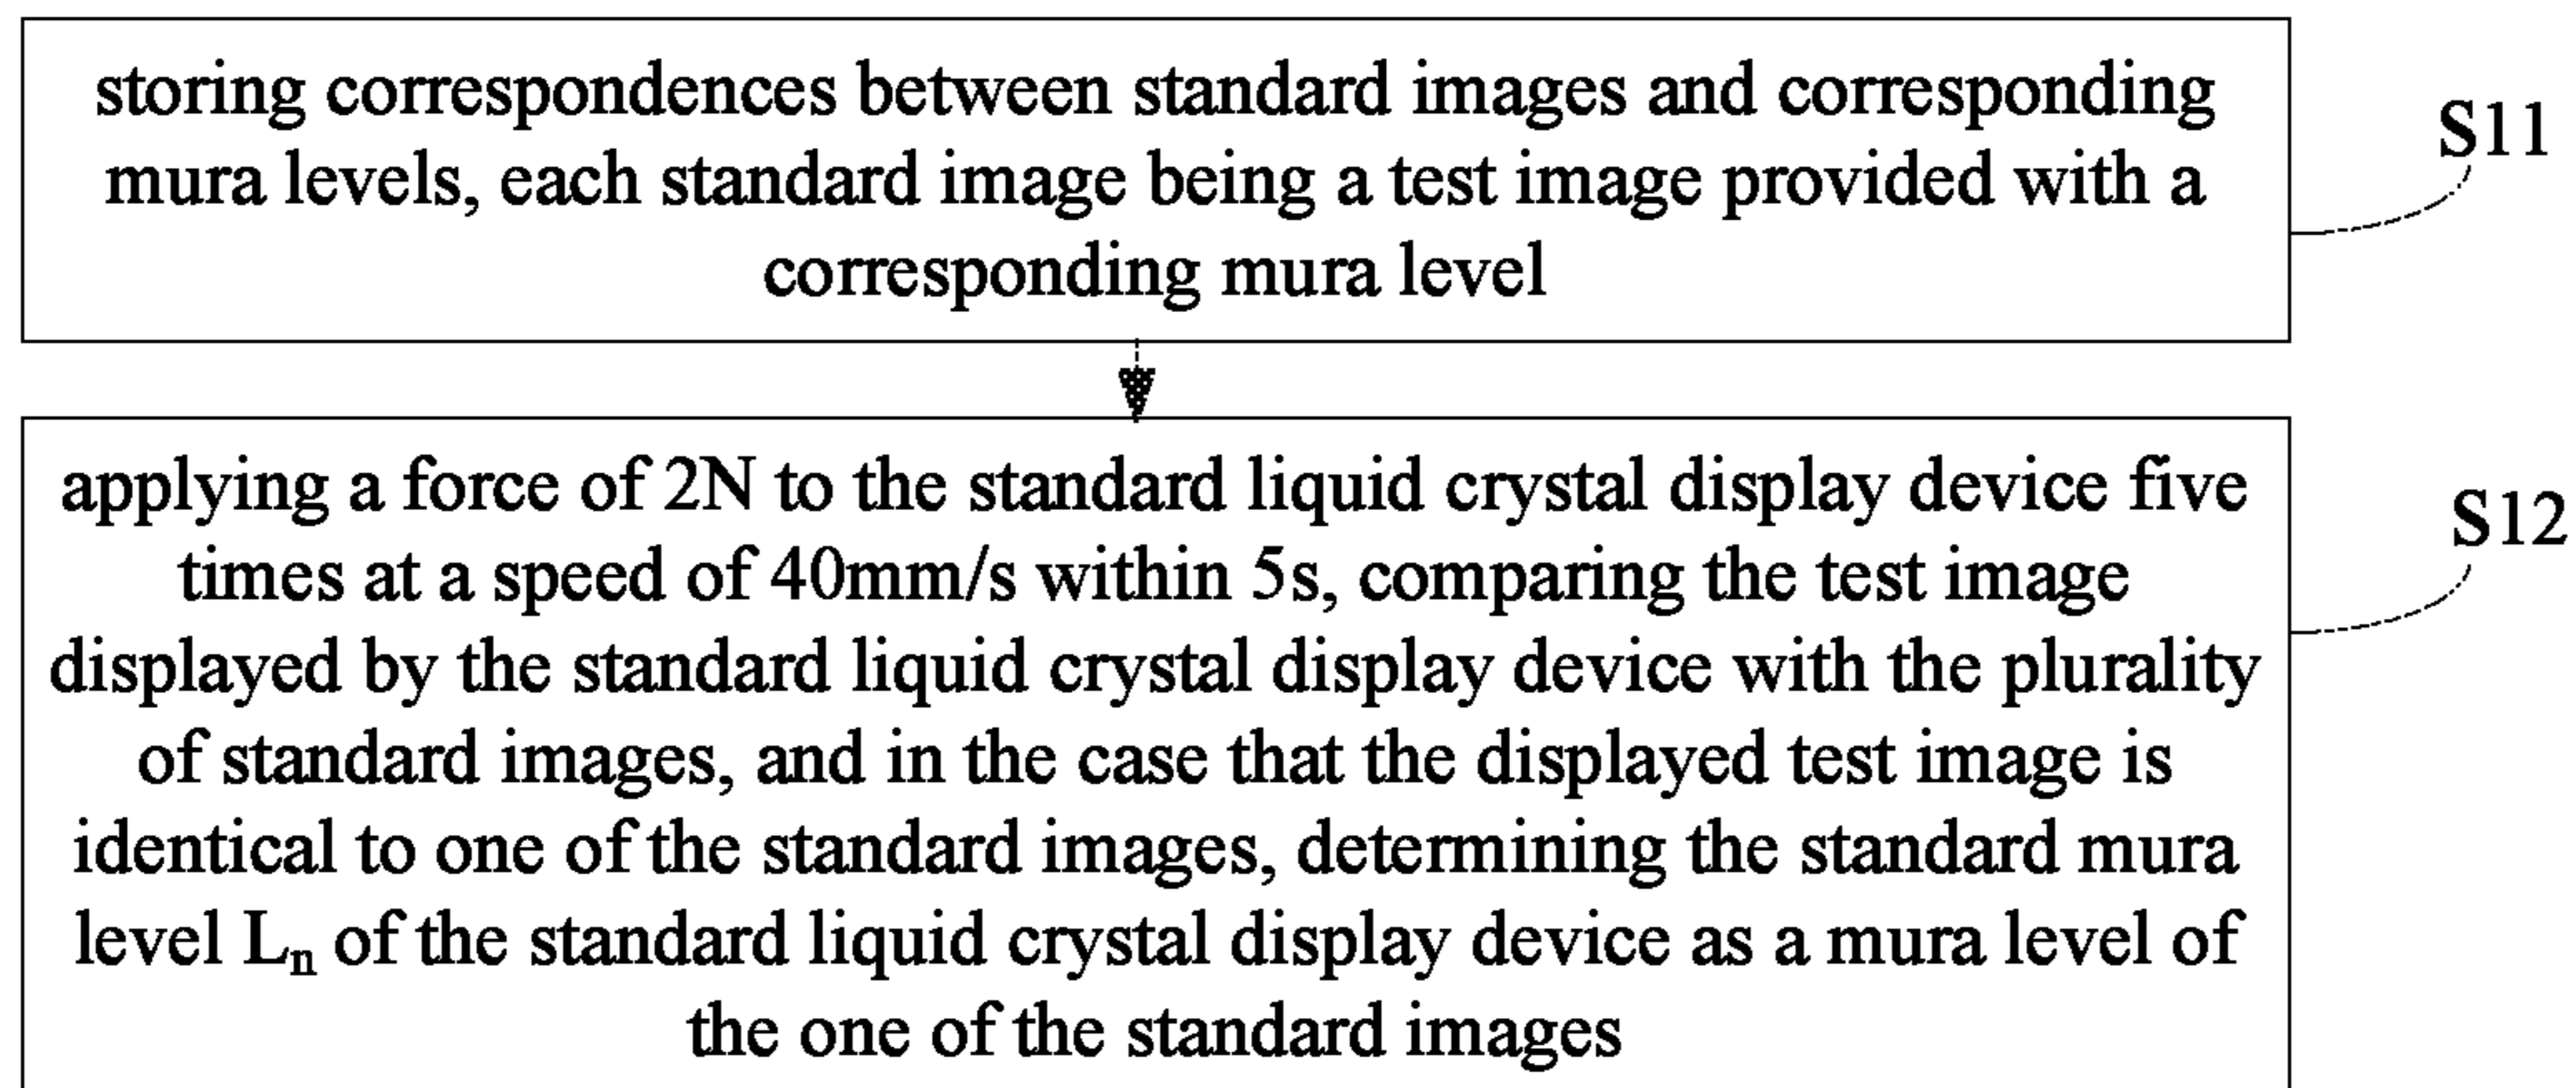 storing correspondences between standard images and corresponding
mura levels, each standard image being a test image provided with a
corresponding mura level
S11
applying a force of 2N to the standard liquid crystal display device five
times at a speed of 40mm/s within 5s, comparing the test image
displayed by the standard liquid crystal display device with the plurality
of standard images, and in the case that the displayed test image is
identical to one of the standard images, determining the standard mura
level Lₙ of the standard liquid crystal display device as a mura level of
the one of the standard images
S12